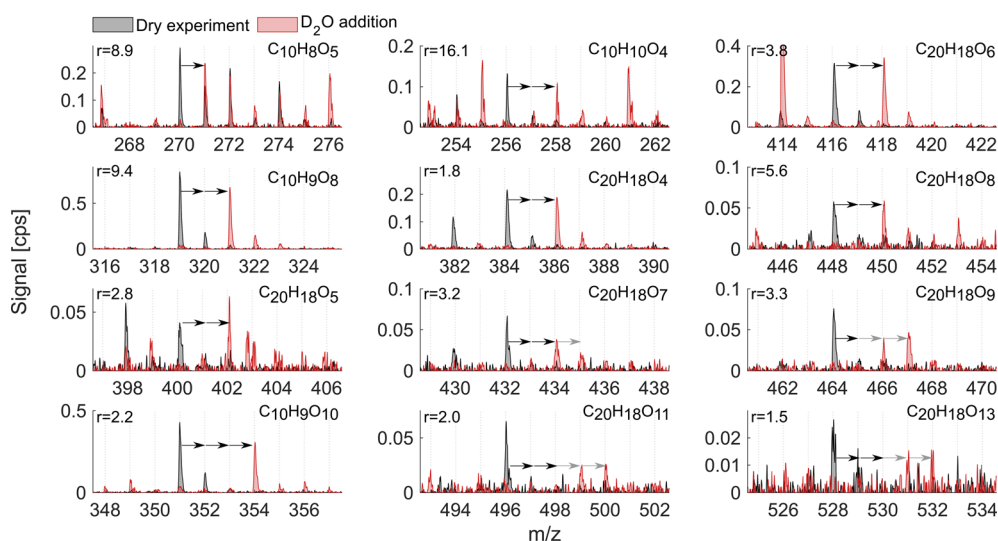 Dry experiment D₂O addition
r=8.9 C₁₀H₈O₅
r=16.1 C₁₀H₁₀O₄
r=3.8 C₂₀H₁₈O₆
0.2
0.1
0
268 270 272 274 276
0.2
0.1
0
254 256 258 260 262
0.4
0.2
0
414 416 418 420 422
r=9.4 C₁₀H₉O₈
r=1.8 C₂₀H₁₈O₄
r=5.6 C₂₀H₁₈O₈
0.5
0
316 319 321 323 325
0.2
0.1
0
382 384 386 388 390
0.1
0.05
0
446 448 450 452 454
r=2.8 C₂₀H₁₈O₅
r=3.2 C₂₀H₁₈O₇
r=3.3 C₂₀H₁₈O₉
0.05
0
398 400 402 404 406
0.1
0.05
0
430 432 434 436 438
0.1
0.05
0
462 464 466 468 470
r=2.2 C₁₀H₉O₁₀
r=2.0 C₂₀H₁₈O₁₁
r=1.5 C₂₀H₁₈O₁₃
0.5
0
348 350 352 354 356
0.05
0
494 496 498 500 502
0.02
0.01
0
526 528 530 532 534
Signal [cps]
m/z